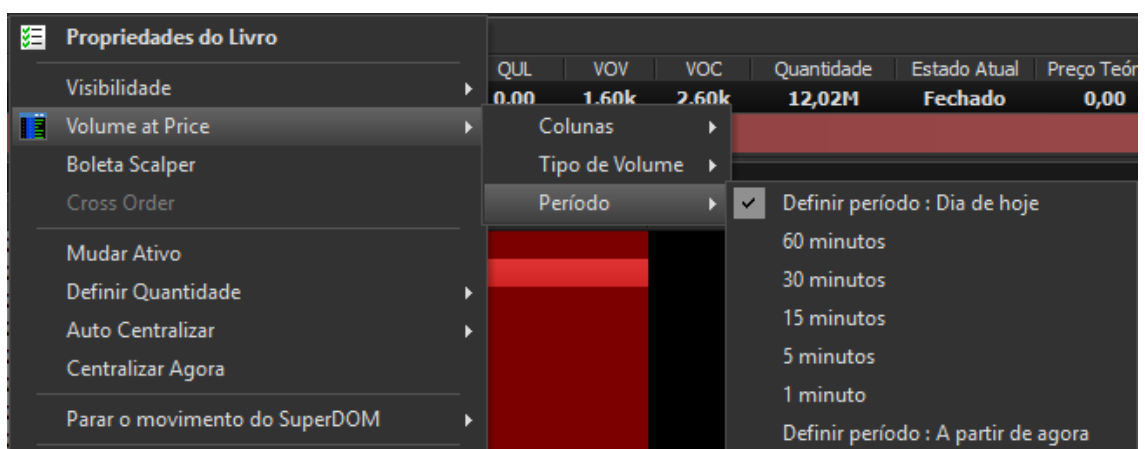 Propriedades do Livro
QUL VOV VOC Quantidade Estado Atual Preço Teór
Visibilidade
0,00 1.60k 2.60k 12,02M Fechado 0,00
Volume at Price
Colunas
Boleta Scalper
Tipo de Volume
Cross Order
Período
Definir período : Dia de hoje
60 minutos
Mudar Ativo
30 minutos
Definir Quantidade
15 minutos
Auto Centralizar
5 minutos
Centralizar Agora
1 minuto
Parar o movimento do SuperDOM
Definir período : A partir de agora